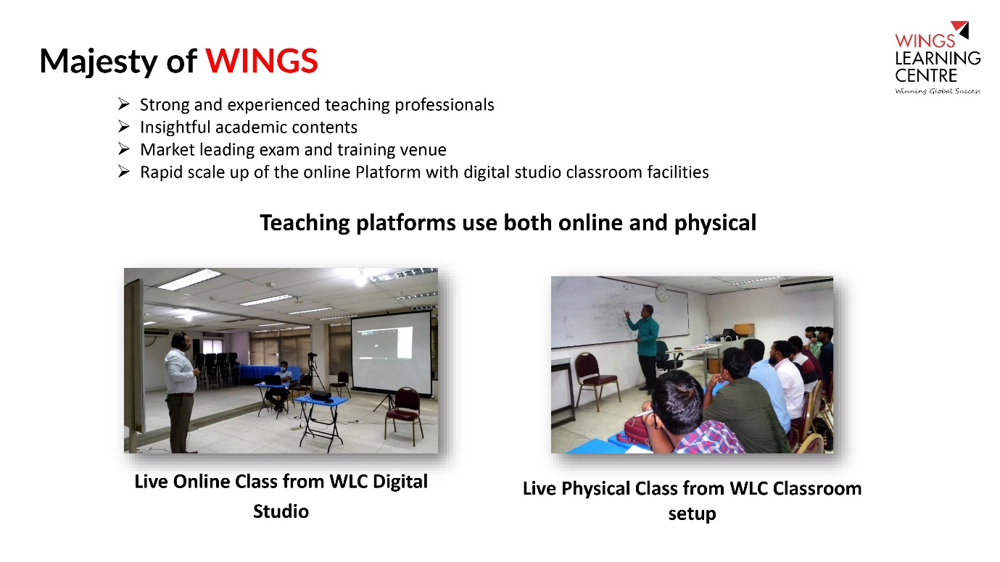 Majesty of WINGS
WINGS
LEARNING
CENTRE
Winning Global Success
Strong and experienced teaching professionals
Insightful academic contents
Market leading exam and training venue
Rapid scale up of the online Platform with digital studio classroom facilities
Teaching platforms use both online and physical
Live Online Class from WLC Digital
Studio
Live Physical Class from WLC Classroom
setup